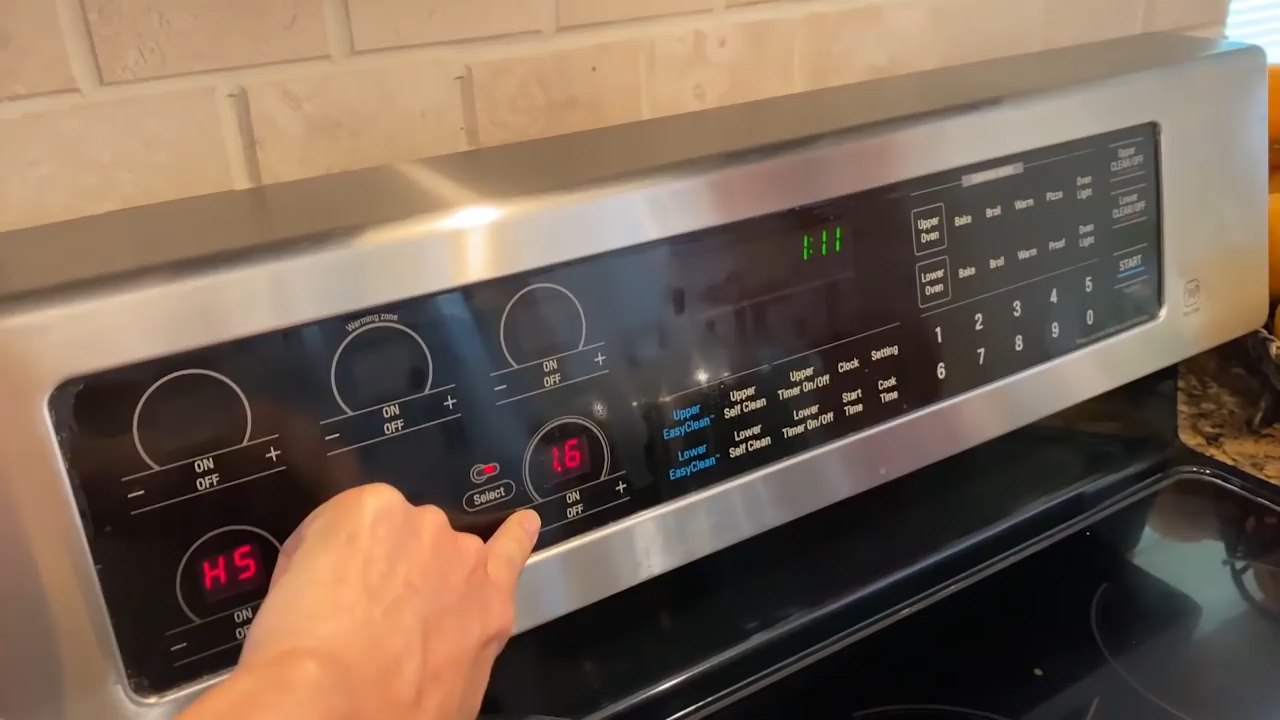 Warming zone
ON
OFF
- +
ON
OFF
- +
ON
OFF
- +
H5
ON
-
Select
1.6
ON
OFF
+
1:11
Upper
EasyClean™
Lower
EasyClean™
Upper
Self Clean
Lower
Self Clean
Upper
Timer On/Off
Lower
Timer On/Off
Clock
Start
Time
Setting
Cook
Time
Upper
Oven
Bake
Broil
Warm
Pizza
Oven
Light
Lower
Oven
Bake
Broil
Warm
Proof
Oven
Light
1 2 3 4 5
6 7 8 9 0
Upper
CLEAR/OFF
Lower
CLEAR/OFF
START